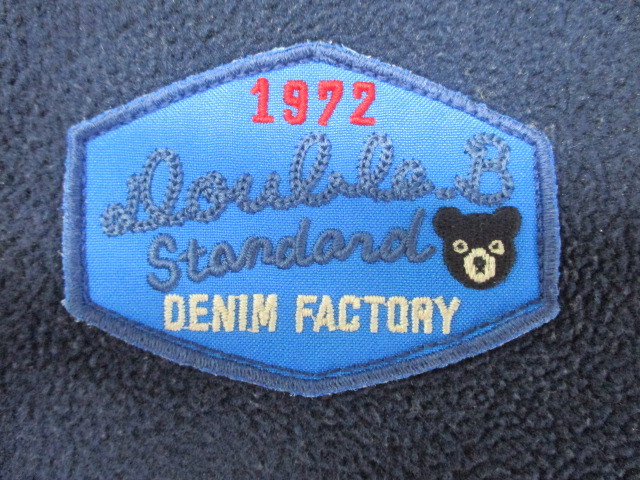 1972
Double.B
Standard
DENIM FACTORY